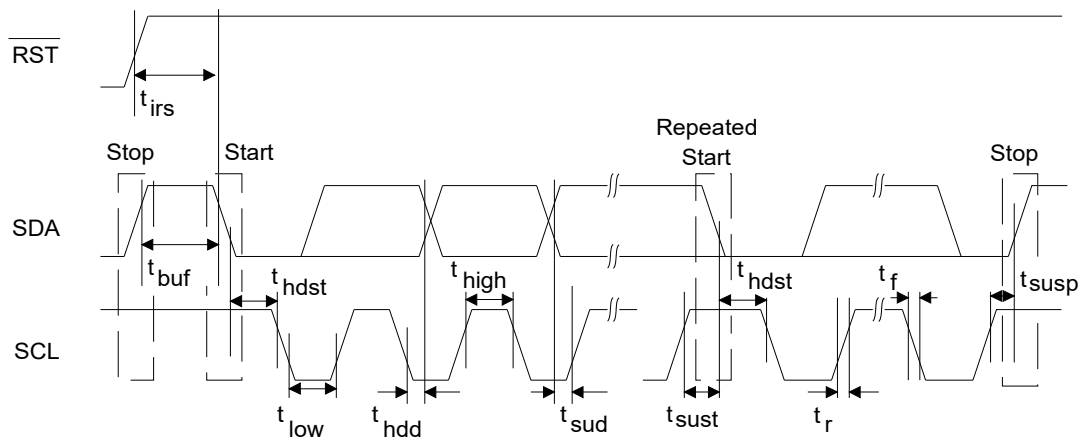 RST
t irs
Repeated
Stop
Start
Start
Stop
SDA
t buf
t hdst
t high
t hdst
t f
t susp
SCL
t low
t hdd
t sud
t sust
t r